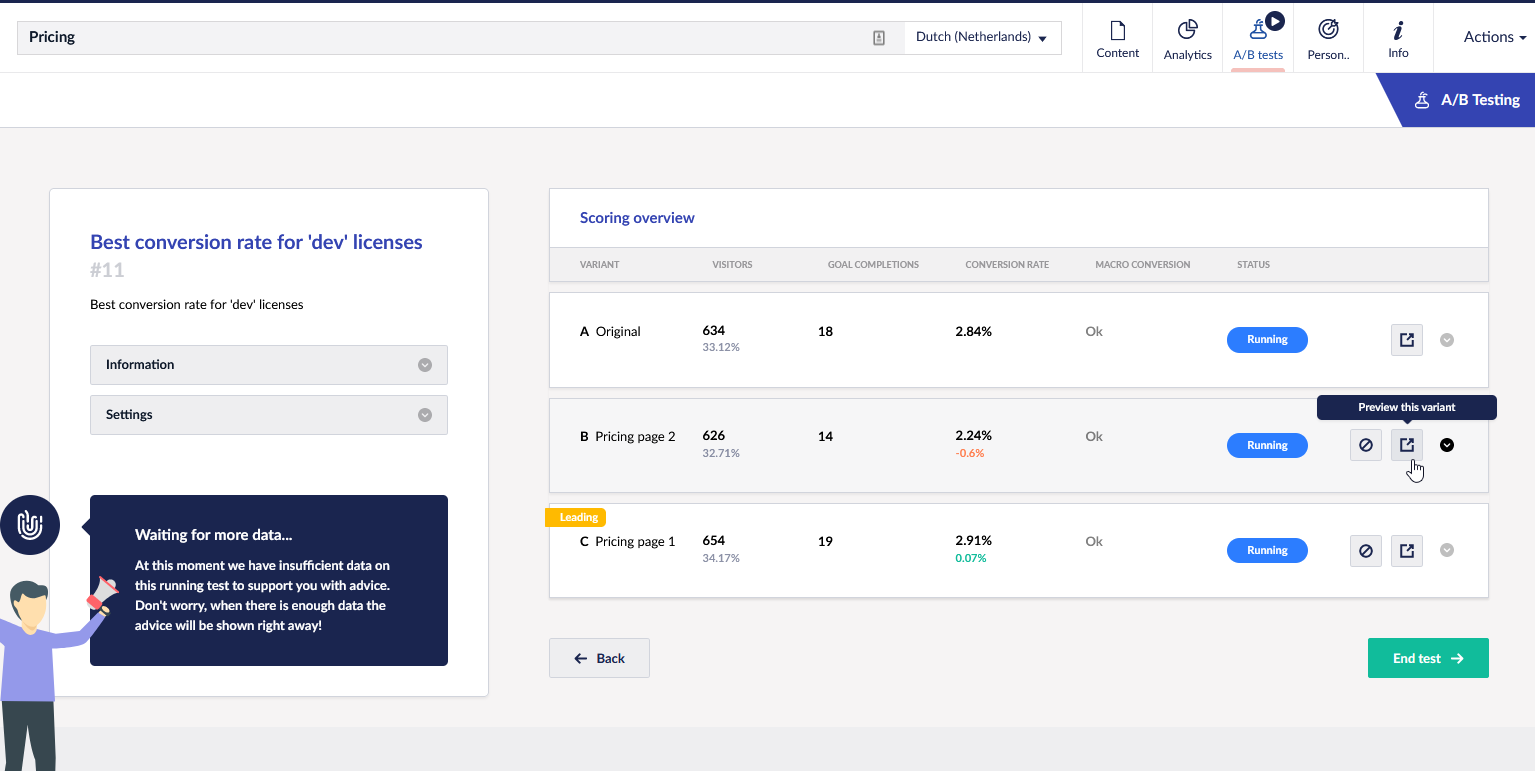 Pricing
Dutch (Netherlands)
Content
Analytics
A/B tests
Person..
Info
Actions
A/B Testing
Best conversion rate for 'dev' licenses
#11
Best conversion rate for 'dev' licenses
Information
Settings
Waiting for more data...
At this moment we have insufficient data on
this running test to support you with advice.
Don't worry, when there is enough data the
advice will be shown right away!
Scoring overview
VARIANT VISITORS GOAL COMPLETIONS CONVERSION RATE MACRO CONVERSION STATUS
A Original 634 18 2.84% Ok Running
33.12%
Preview this variant
B Pricing page 2 626 14 2.24% Ok Running
32.71% -0.6%
Leading
C Pricing page 1 654 19 2.91% Ok Running
34.17% 0.07%
Back
End test